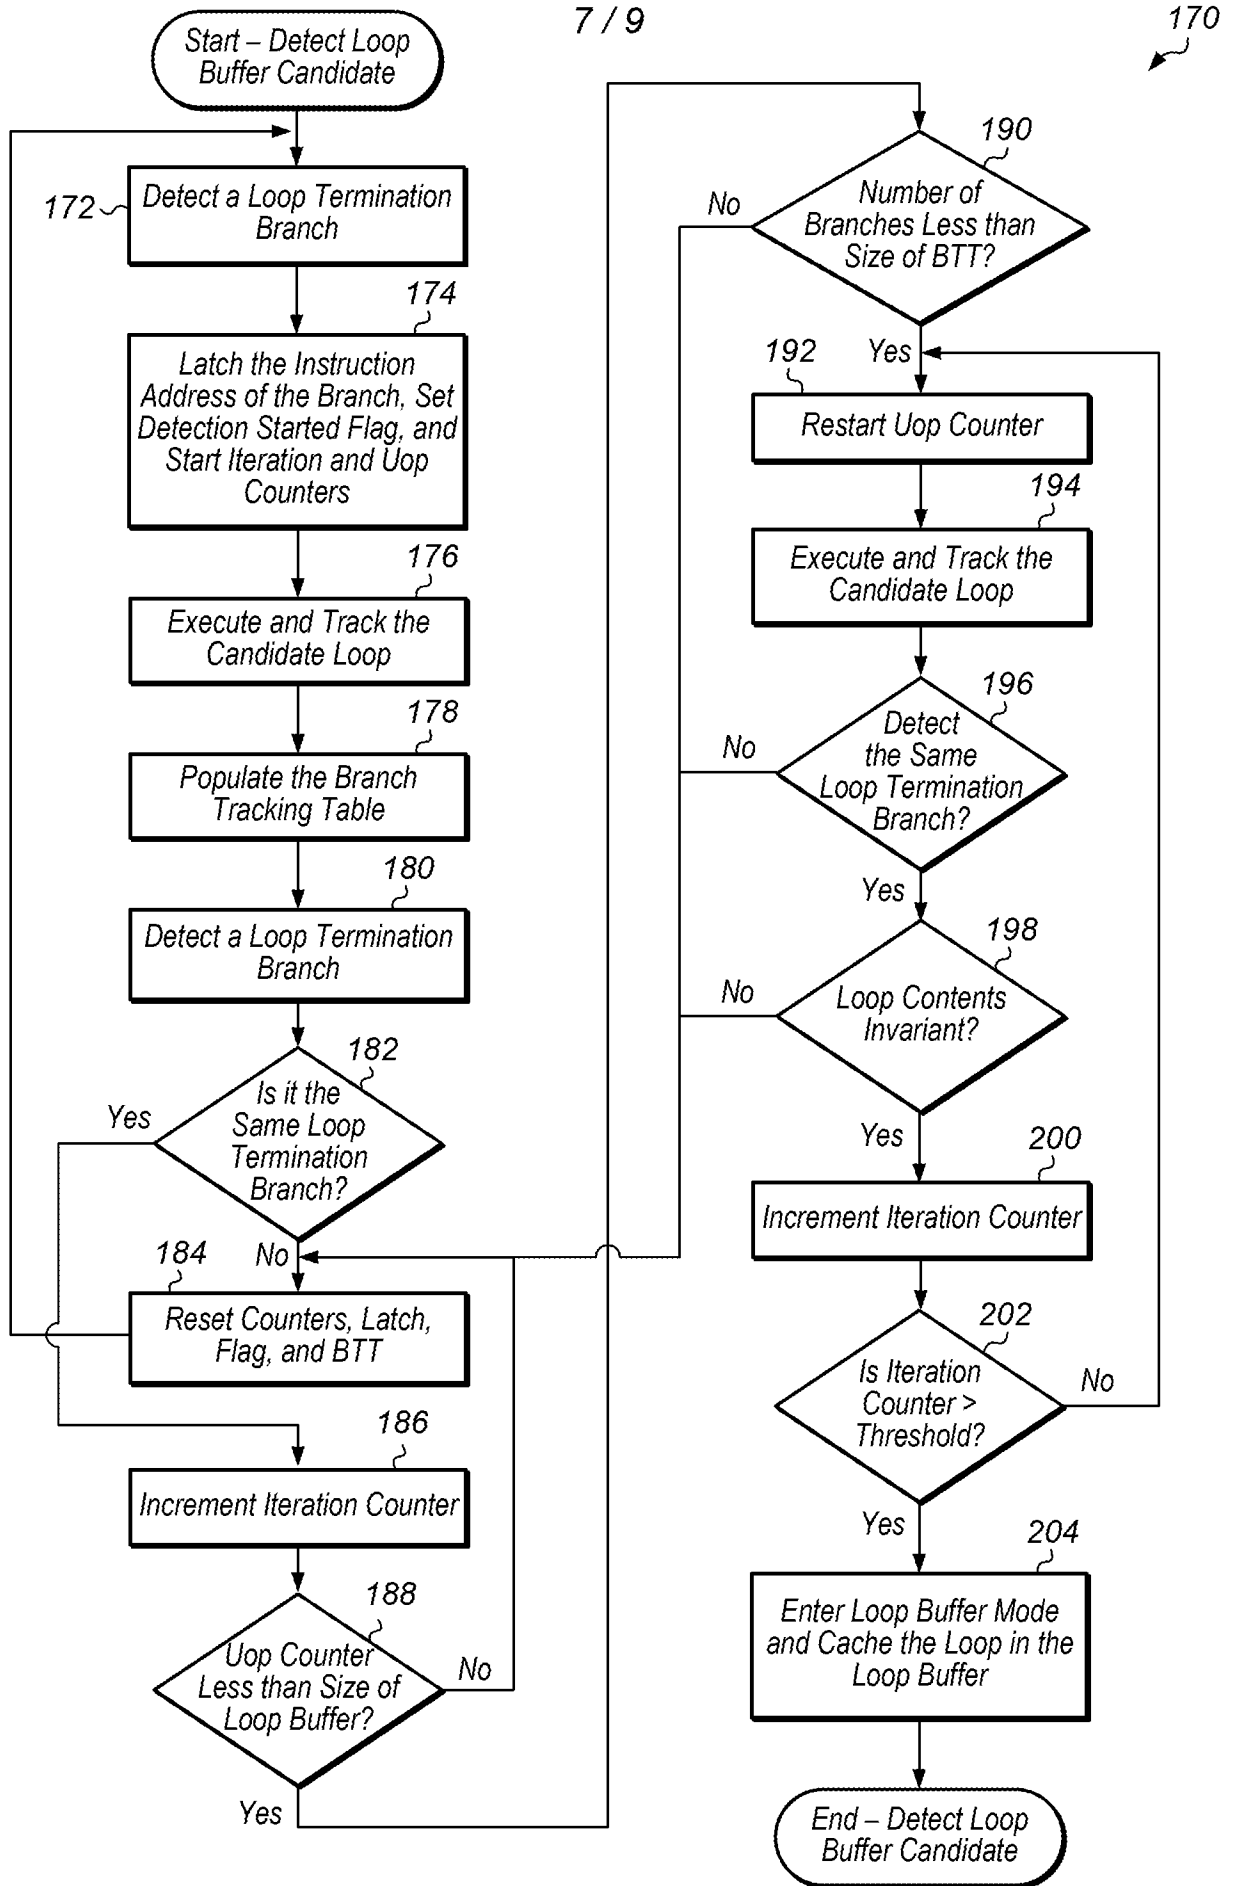 7 / 9
170
Start – Detect Loop
Buffer Candidate
172
Detect a Loop Termination
Branch
174
Latch the Instruction
Address of the Branch, Set
Detection Started Flag, and
Start Iteration and Uop
Counters
176
Execute and Track the
Candidate Loop
178
Populate the Branch
Tracking Table
180
Detect a Loop Termination
Branch
182
Is it the
Same Loop
Termination
Branch?
Yes
No
184
Reset Counters, Latch,
Flag, and BTT
186
Increment Iteration Counter
188
Uop Counter
Less than Size of
Loop Buffer?
No
Yes
190
Number of
Branches Less than
Size of BTT?
No
Yes
192
Restart Uop Counter
194
Execute and Track the
Candidate Loop
196
Detect
the Same
Loop Termination
Branch?
No
Yes
198
Loop Contents
Invariant?
No
Yes
200
Increment Iteration Counter
202
Is Iteration
Counter >
Threshold?
No
Yes
204
Enter Loop Buffer Mode
and Cache the Loop in the
Loop Buffer
End – Detect Loop
Buffer Candidate